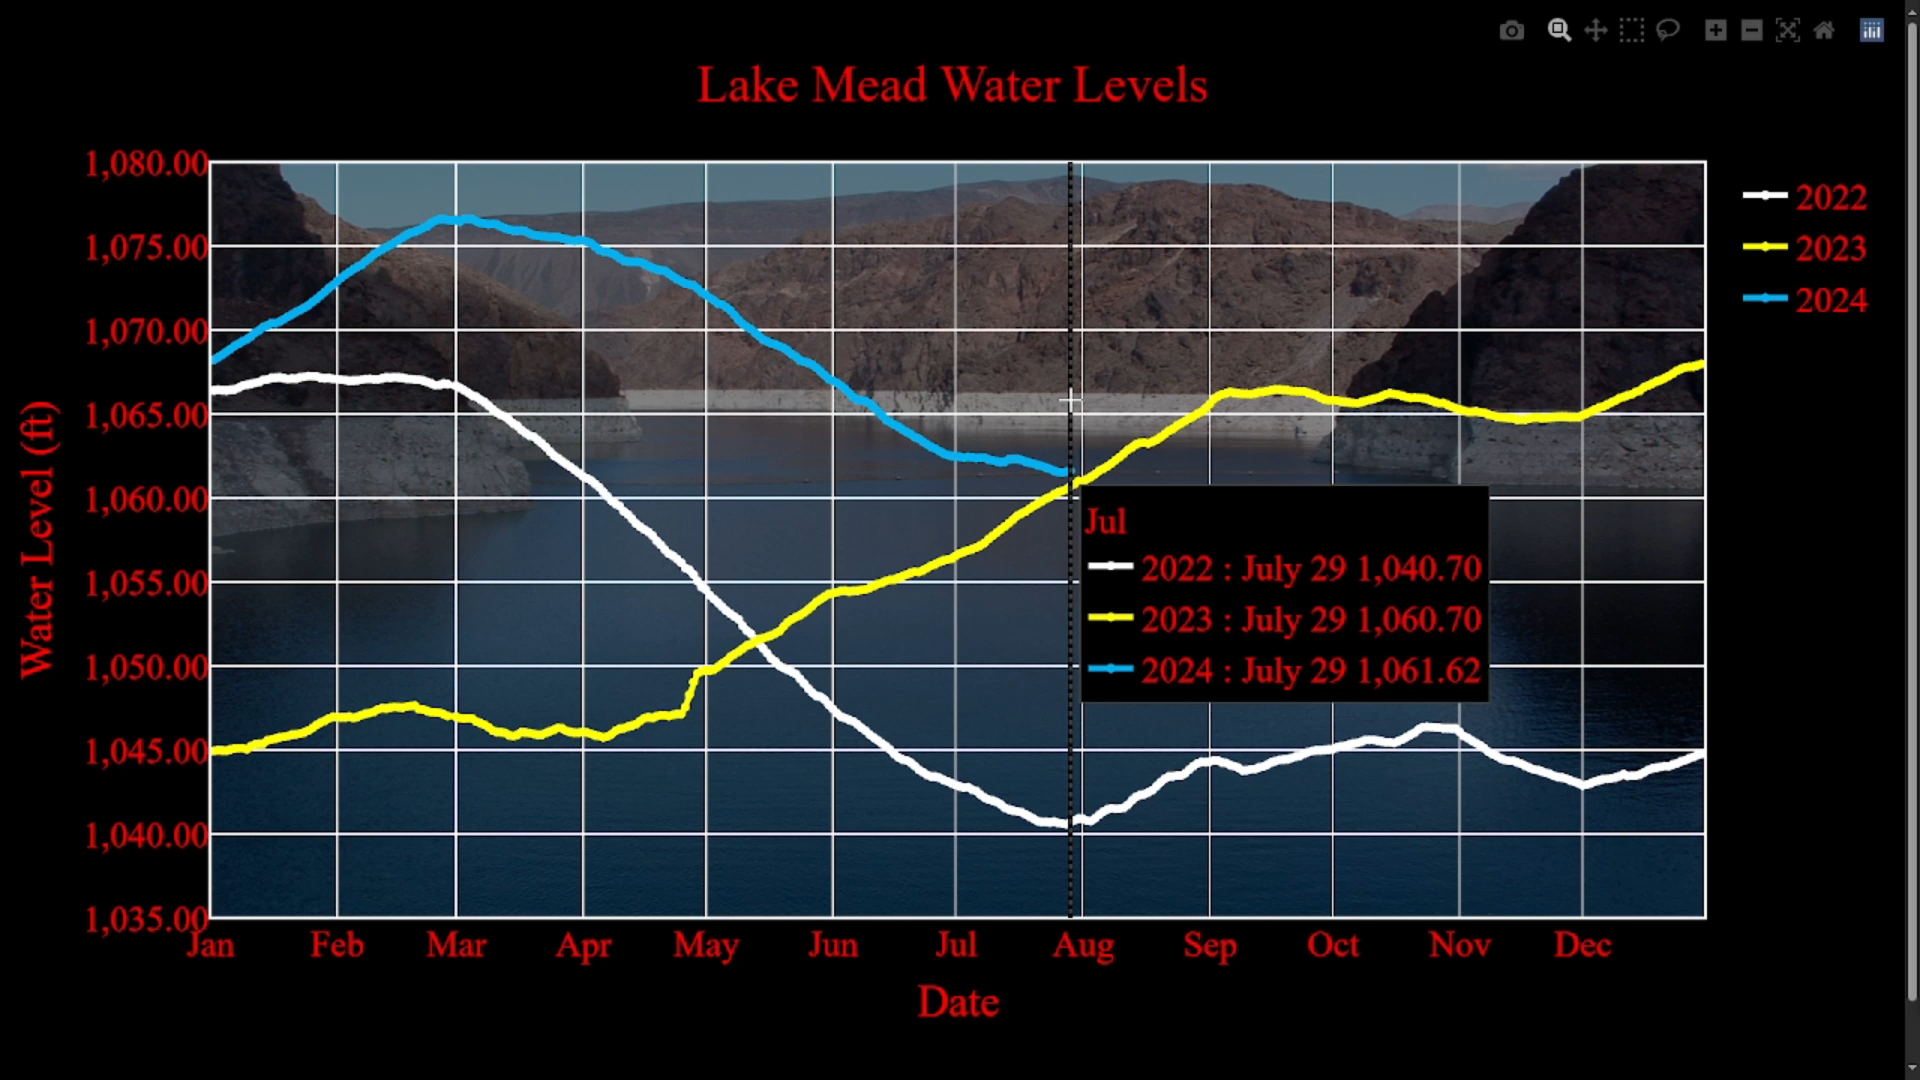 Lake Mead Water Levels
1,080.00
1,075.00
1,070.00
1,065.00
1,060.00
1,055.00
1,050.00
1,045.00
1,040.00
1,035.00
Water Level (ft)
2022
2023
2024
Jul
2022 : July 29 1,040.70
2023 : July 29 1,060.70
2024 : July 29 1,061.62
Jan Feb Mar Apr May Jun Jul Aug Sep Oct Nov Dec
Date